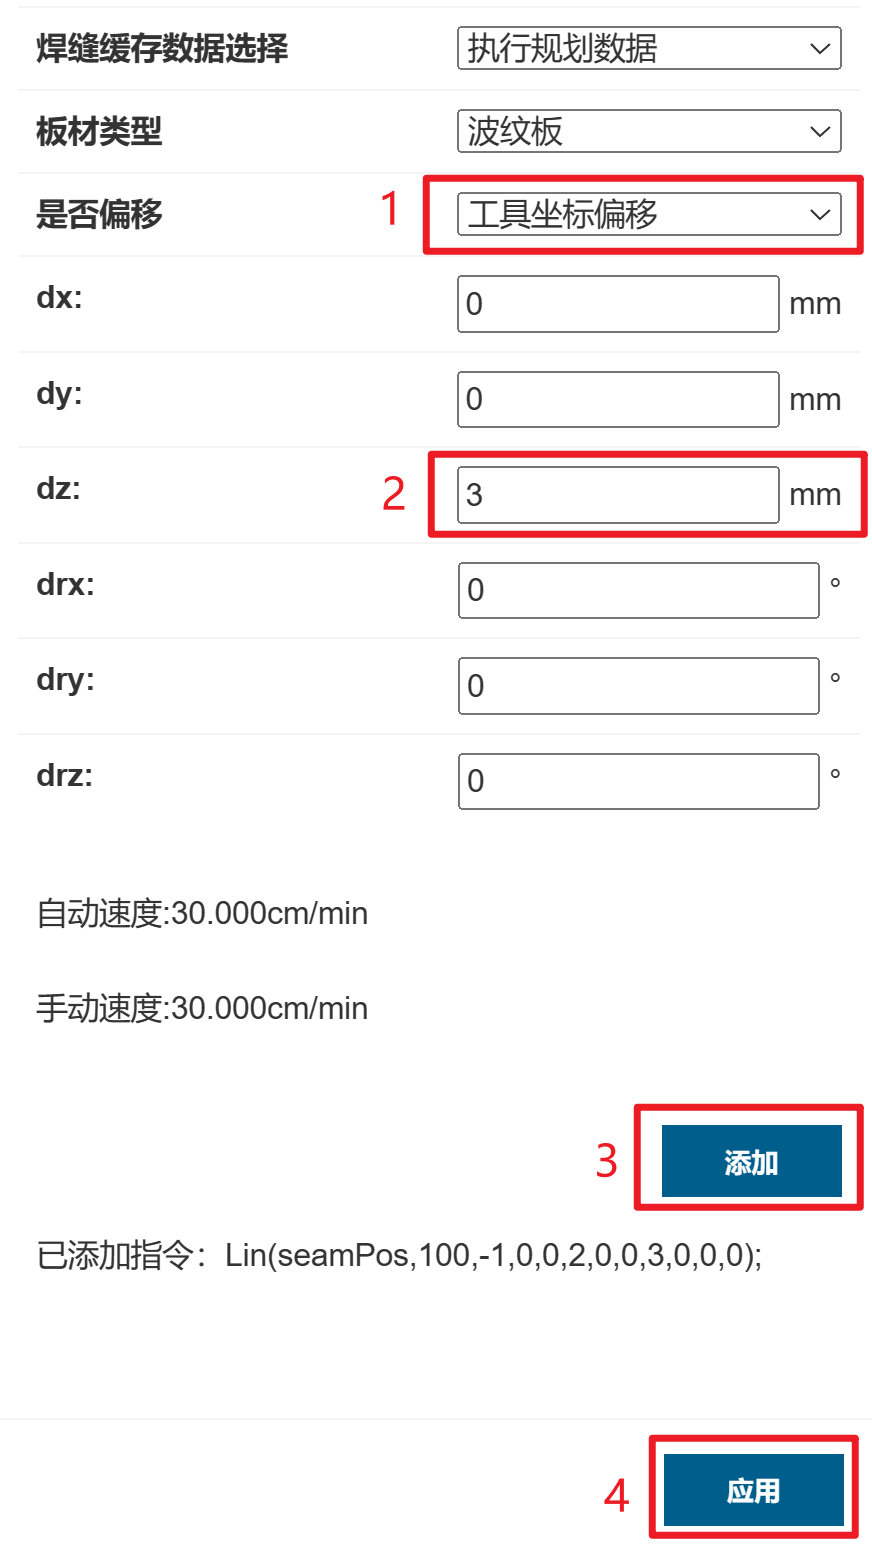 焊缝缓存数据选择 执行规划数据
板材类型 波纹板
是否偏移 1 工具坐标偏移
dx: 0 mm
dy: 0 mm
dz: 2 3 mm
drx: 0 °
dry: 0 °
drz: 0 °
自动速度:30.000cm/min
手动速度:30.000cm/min
3 添加
已添加指令：Lin(seamPos,100,-1,0,0,2,0,0,3,0,0,0);
4 应用